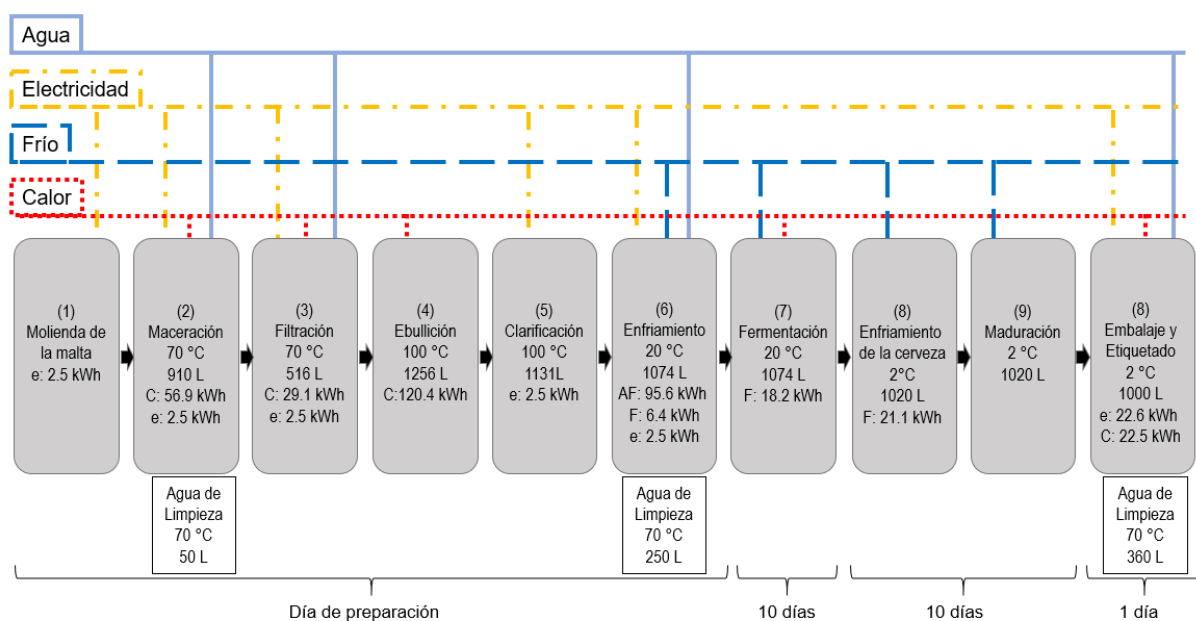 Agua
Electricidad
Frío
Calor
(1)
Molienda de
la malta
e: 2.5 kWh
(2)
Maceración
70 °C
910 L
C: 56.9 kWh
e: 2.5 kWh
(3)
Filtración
70 °C
516 L
C: 29.1 kWh
e: 2.5 kWh
(4)
Ebullición
100 °C
1256 L
C:120.4 kWh
(5)
Clarificación
100 °C
1131L
e: 2.5 kWh
(6)
Enfriamiento
20 °C
1074 L
AF: 95.6 kWh
F: 6.4 kWh
e: 2.5 kWh
(7)
Fermentación
20 °C
1074 L
F: 18.2 kWh
(8)
Enfriamiento
de la cerveza
2°C
1020 L
F: 21.1 kWh
(9)
Maduración
2 °C
1020 L
(8)
Embalaje y
Etiquetado
2 °C
1000 L
e: 22.6 kWh
C: 22.5 kWh
Agua de
Limpieza
70 °C
50 L
Agua de
Limpieza
70 °C
250 L
Agua de
Limpieza
70 °C
360 L
Día de preparación
10 días
10 días
1 día